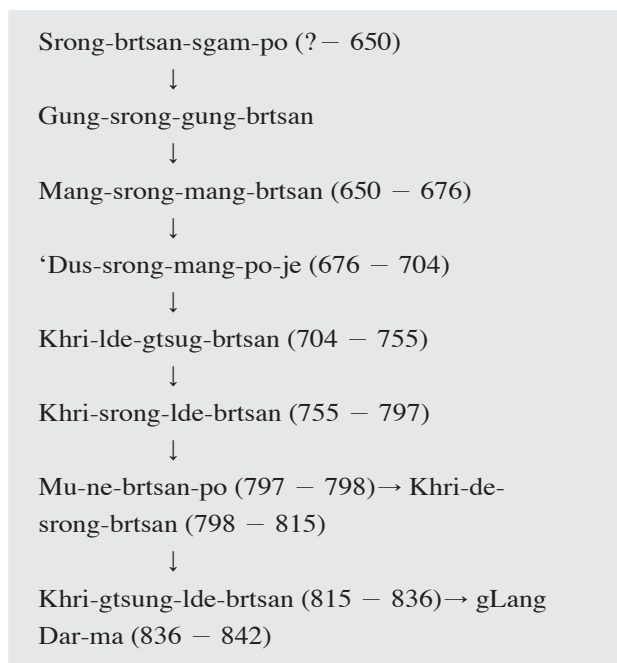 Srong-brtsan-sgam-po (? – 650)
↓
Gung-srong-gung-brtsan
↓
Mang-srong-mang-brtsan (650 – 676)
↓
‘Dus-srong-mang-po-je (676 – 704)
↓
Khri-lde-gtsug-brtsan (704 – 755)
↓
Khri-srong-lde-brtsan (755 – 797)
↓
Mu-ne-brtsan-po (797 – 798)→ Khri-de-
srong-brtsan (798 – 815)
↓
Khri-gtsung-lde-brtsan (815 – 836)→ gLang
Dar-ma (836 – 842)